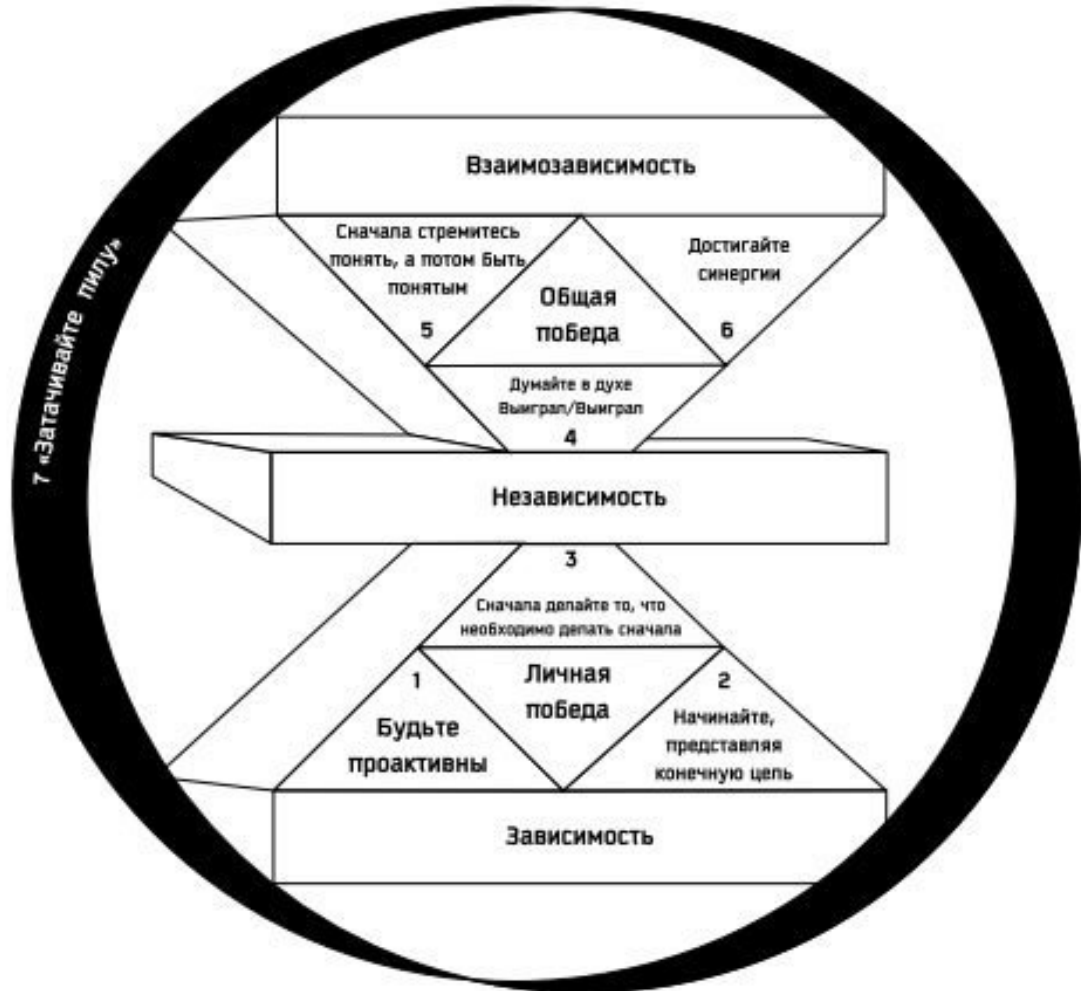 Взаимозависимость
Сначала стремитесь
понять, а потом быть
понятым
5
Общая
победа
Достигайте
синергии
6
Думайте в духе
Выиграл/Выиграл
4
7 «Затачивайте пилу»
Независимость
3
Сначала делайте то, что
необходимо делать сначала
1
Будьте
проактивны
Личная
победа
2
Начинайте,
представляя
конечную цель
Зависимость